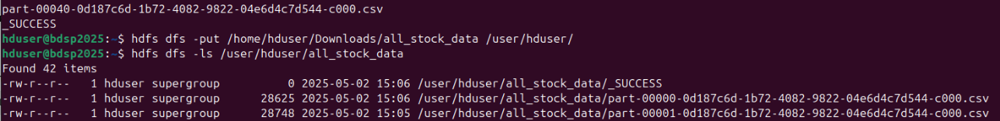 part-00040-0d187c6d-1b72-4082-9822-04e6d4c7d544-c000.csv
_SUCCESS
hduser@bdsp2025:~$ hdfs dfs -put /home/hduser/Downloads/all_stock_data /user/hduser/
hduser@bdsp2025:~$ hdfs dfs -ls /user/hduser/all_stock_data
Found 42 items
-rw-r--r--   1 hduser supergroup          0 2025-05-02 15:06 /user/hduser/all_stock_data/_SUCCESS
-rw-r--r--   1 hduser supergroup      28625 2025-05-02 15:06 /user/hduser/all_stock_data/part-00000-0d187c6d-1b72-4082-9822-04e6d4c7d544-c000.csv
-rw-r--r--   1 hduser supergroup      28748 2025-05-02 15:05 /user/hduser/all_stock_data/part-00001-0d187c6d-1b72-4082-9822-04e6d4c7d544-c000.csv